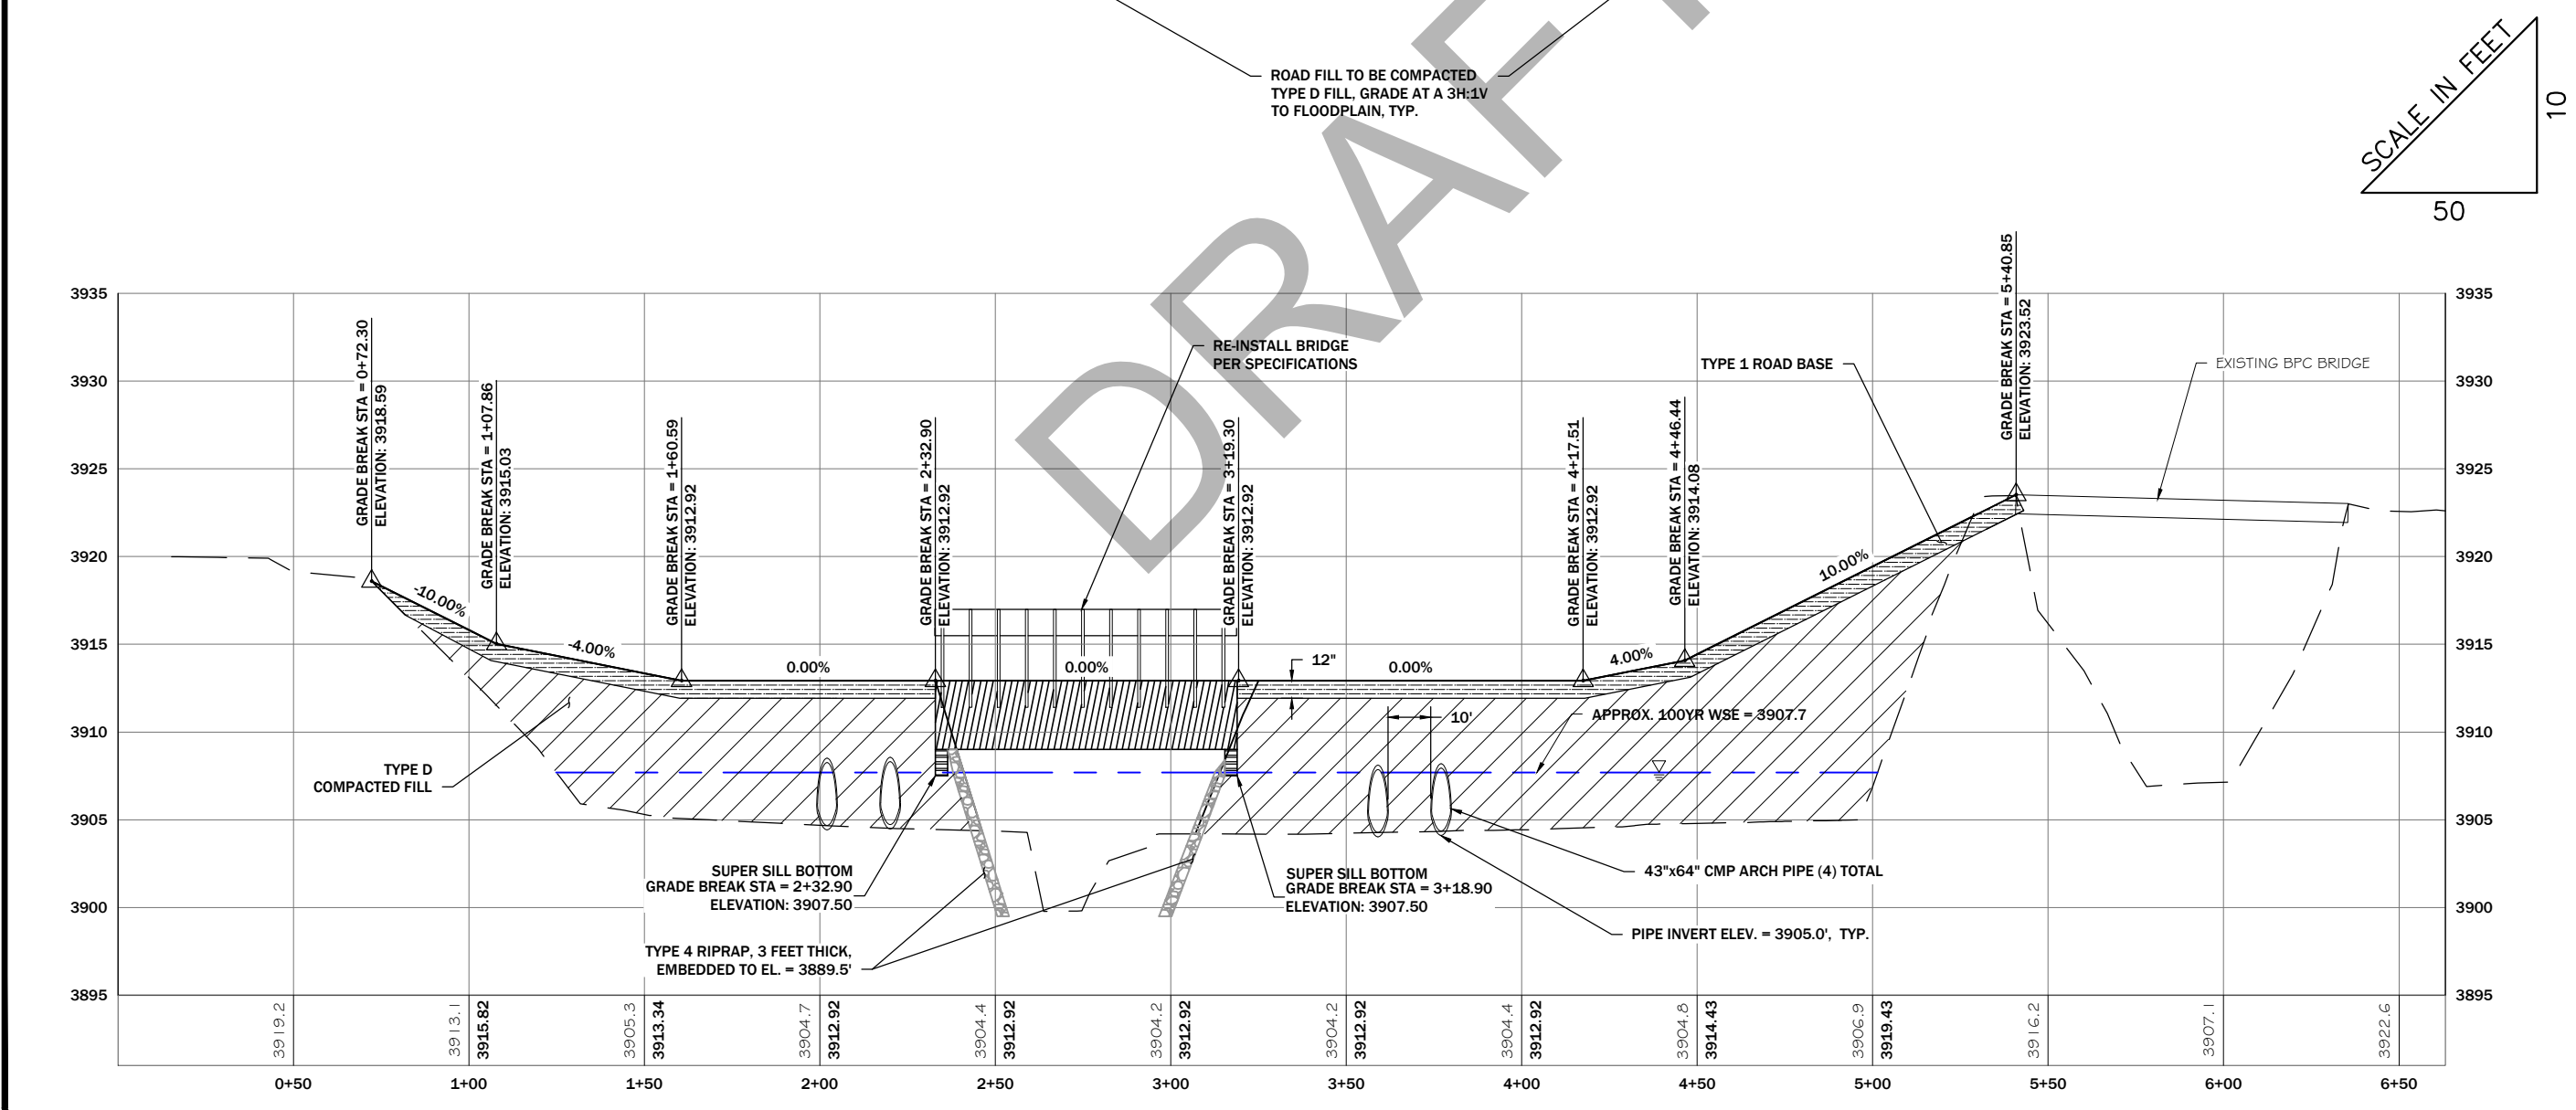 ROAD FILL TO BE COMPACTED
TYPE D FILL, GRADE AT A 3H:1V
TO FLOODPLAIN, TYP.
SCALE IN FEET
10
50
DRAFT
3935
3930
3925
3920
3915
3910
3905
3900
3895
3935
3930
3925
3920
3915
3910
3905
3900
3895
GRADE BREAK STA = 0+72.30
ELEVATION: 3918.59
GRADE BREAK STA = 1+07.86
ELEVATION: 3915.03
GRADE BREAK STA = 1+60.59
ELEVATION: 3912.92
GRADE BREAK STA = 2+32.90
ELEVATION: 3912.92
GRADE BREAK STA = 3+19.30
ELEVATION: 3912.92
GRADE BREAK STA = 4+17.51
ELEVATION: 3912.92
GRADE BREAK STA = 4+46.44
ELEVATION: 3914.08
GRADE BREAK STA = 5+40.85
ELEVATION: 3923.52
RE-INSTALL BRIDGE
PER SPECIFICATIONS
TYPE 1 ROAD BASE
EXISTING BPC BRIDGE
-10.00%
-4.00%
0.00%
0.00%
12"
0.00%
4.00%
10.00%
10'
APPROX. 100YR WSE = 3907.7
TYPE D
COMPACTED FILL
SUPER SILL BOTTOM
GRADE BREAK STA = 2+32.90
ELEVATION: 3907.50
SUPER SILL BOTTOM
GRADE BREAK STA = 3+18.90
ELEVATION: 3907.50
43"x64" CMP ARCH PIPE (4) TOTAL
PIPE INVERT ELEV. = 3905.0', TYP.
TYPE 4 RIPRAP, 3 FEET THICK,
EMBEDDED TO EL. = 3889.5'
3919.2
3913.1
3915.82
3905.3
3913.34
3904.7
3912.92
3904.4
3912.92
3904.2
3912.92
3904.2
3912.92
3904.4
3912.92
3904.8
3914.43
3906.9
3919.43
3916.2
3907.1
3922.6
0+50
1+00
1+50
2+00
2+50
3+00
3+50
4+00
4+50
5+00
5+50
6+00
6+50